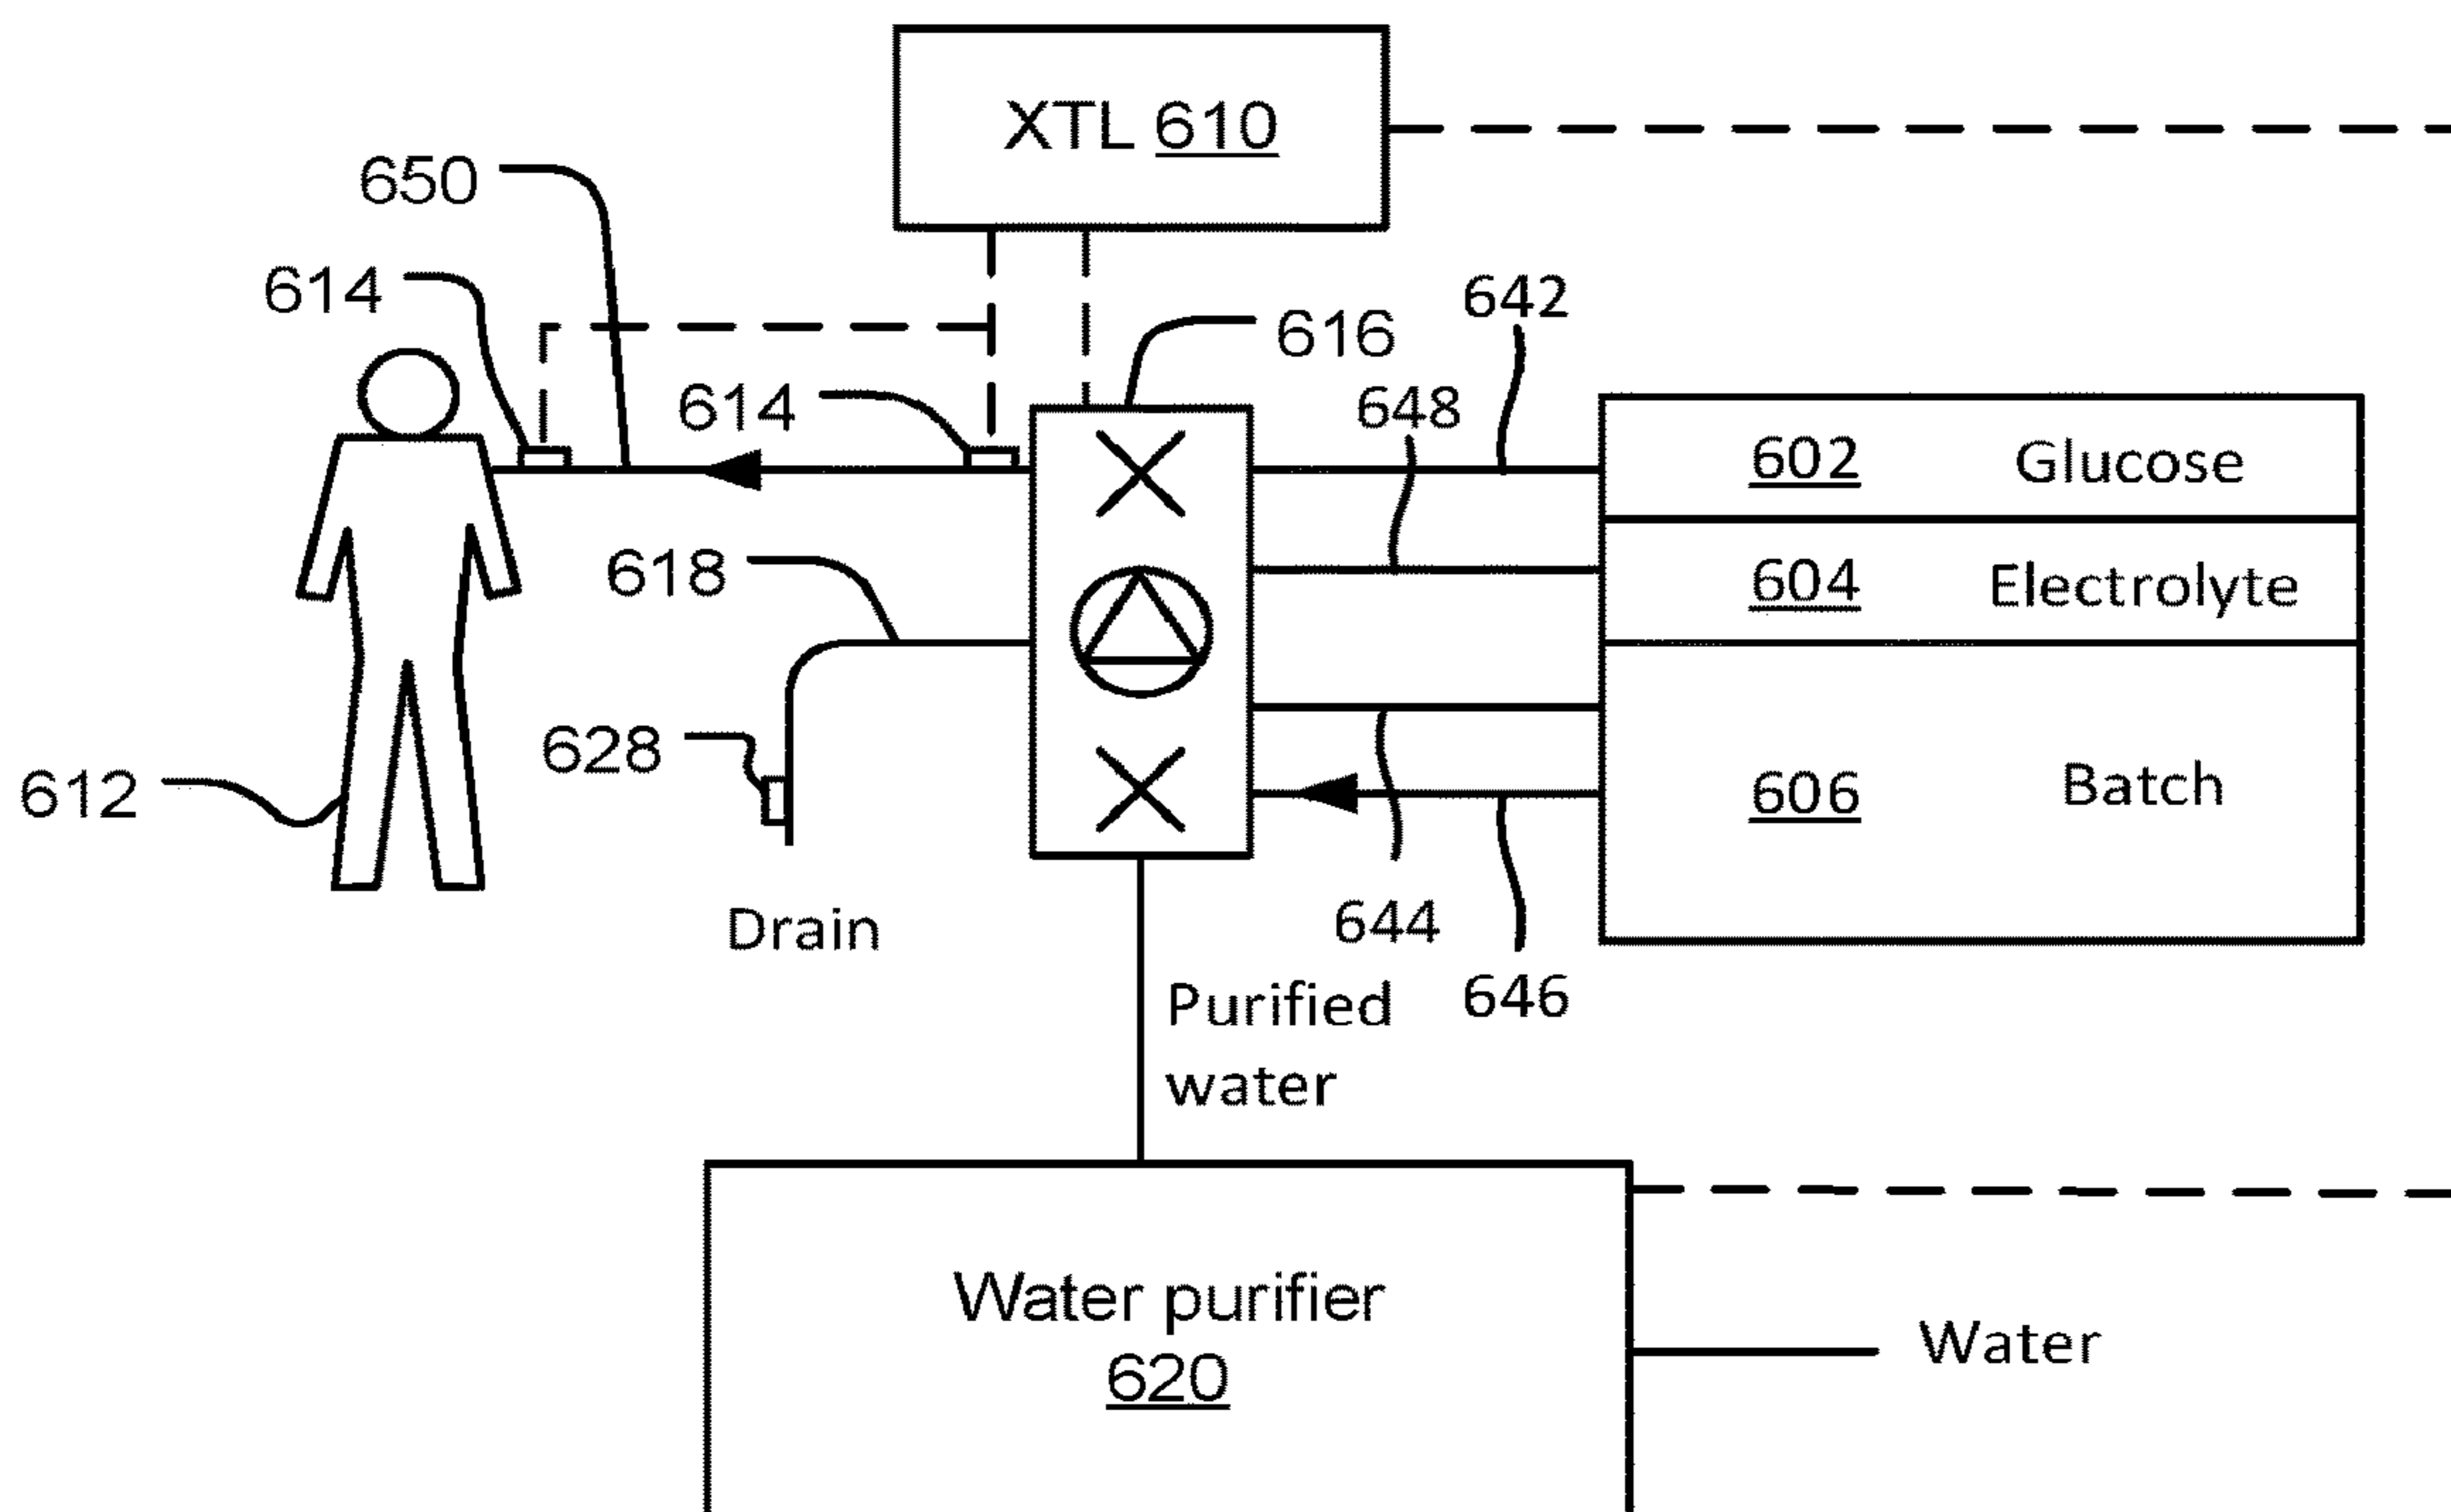 XTL 610
650
614
642
616
614
648
602 Glucose
618
604 Electrolyte
628
612
606 Batch
Drain
644
646
Purified
water
Water purifier
620
Water